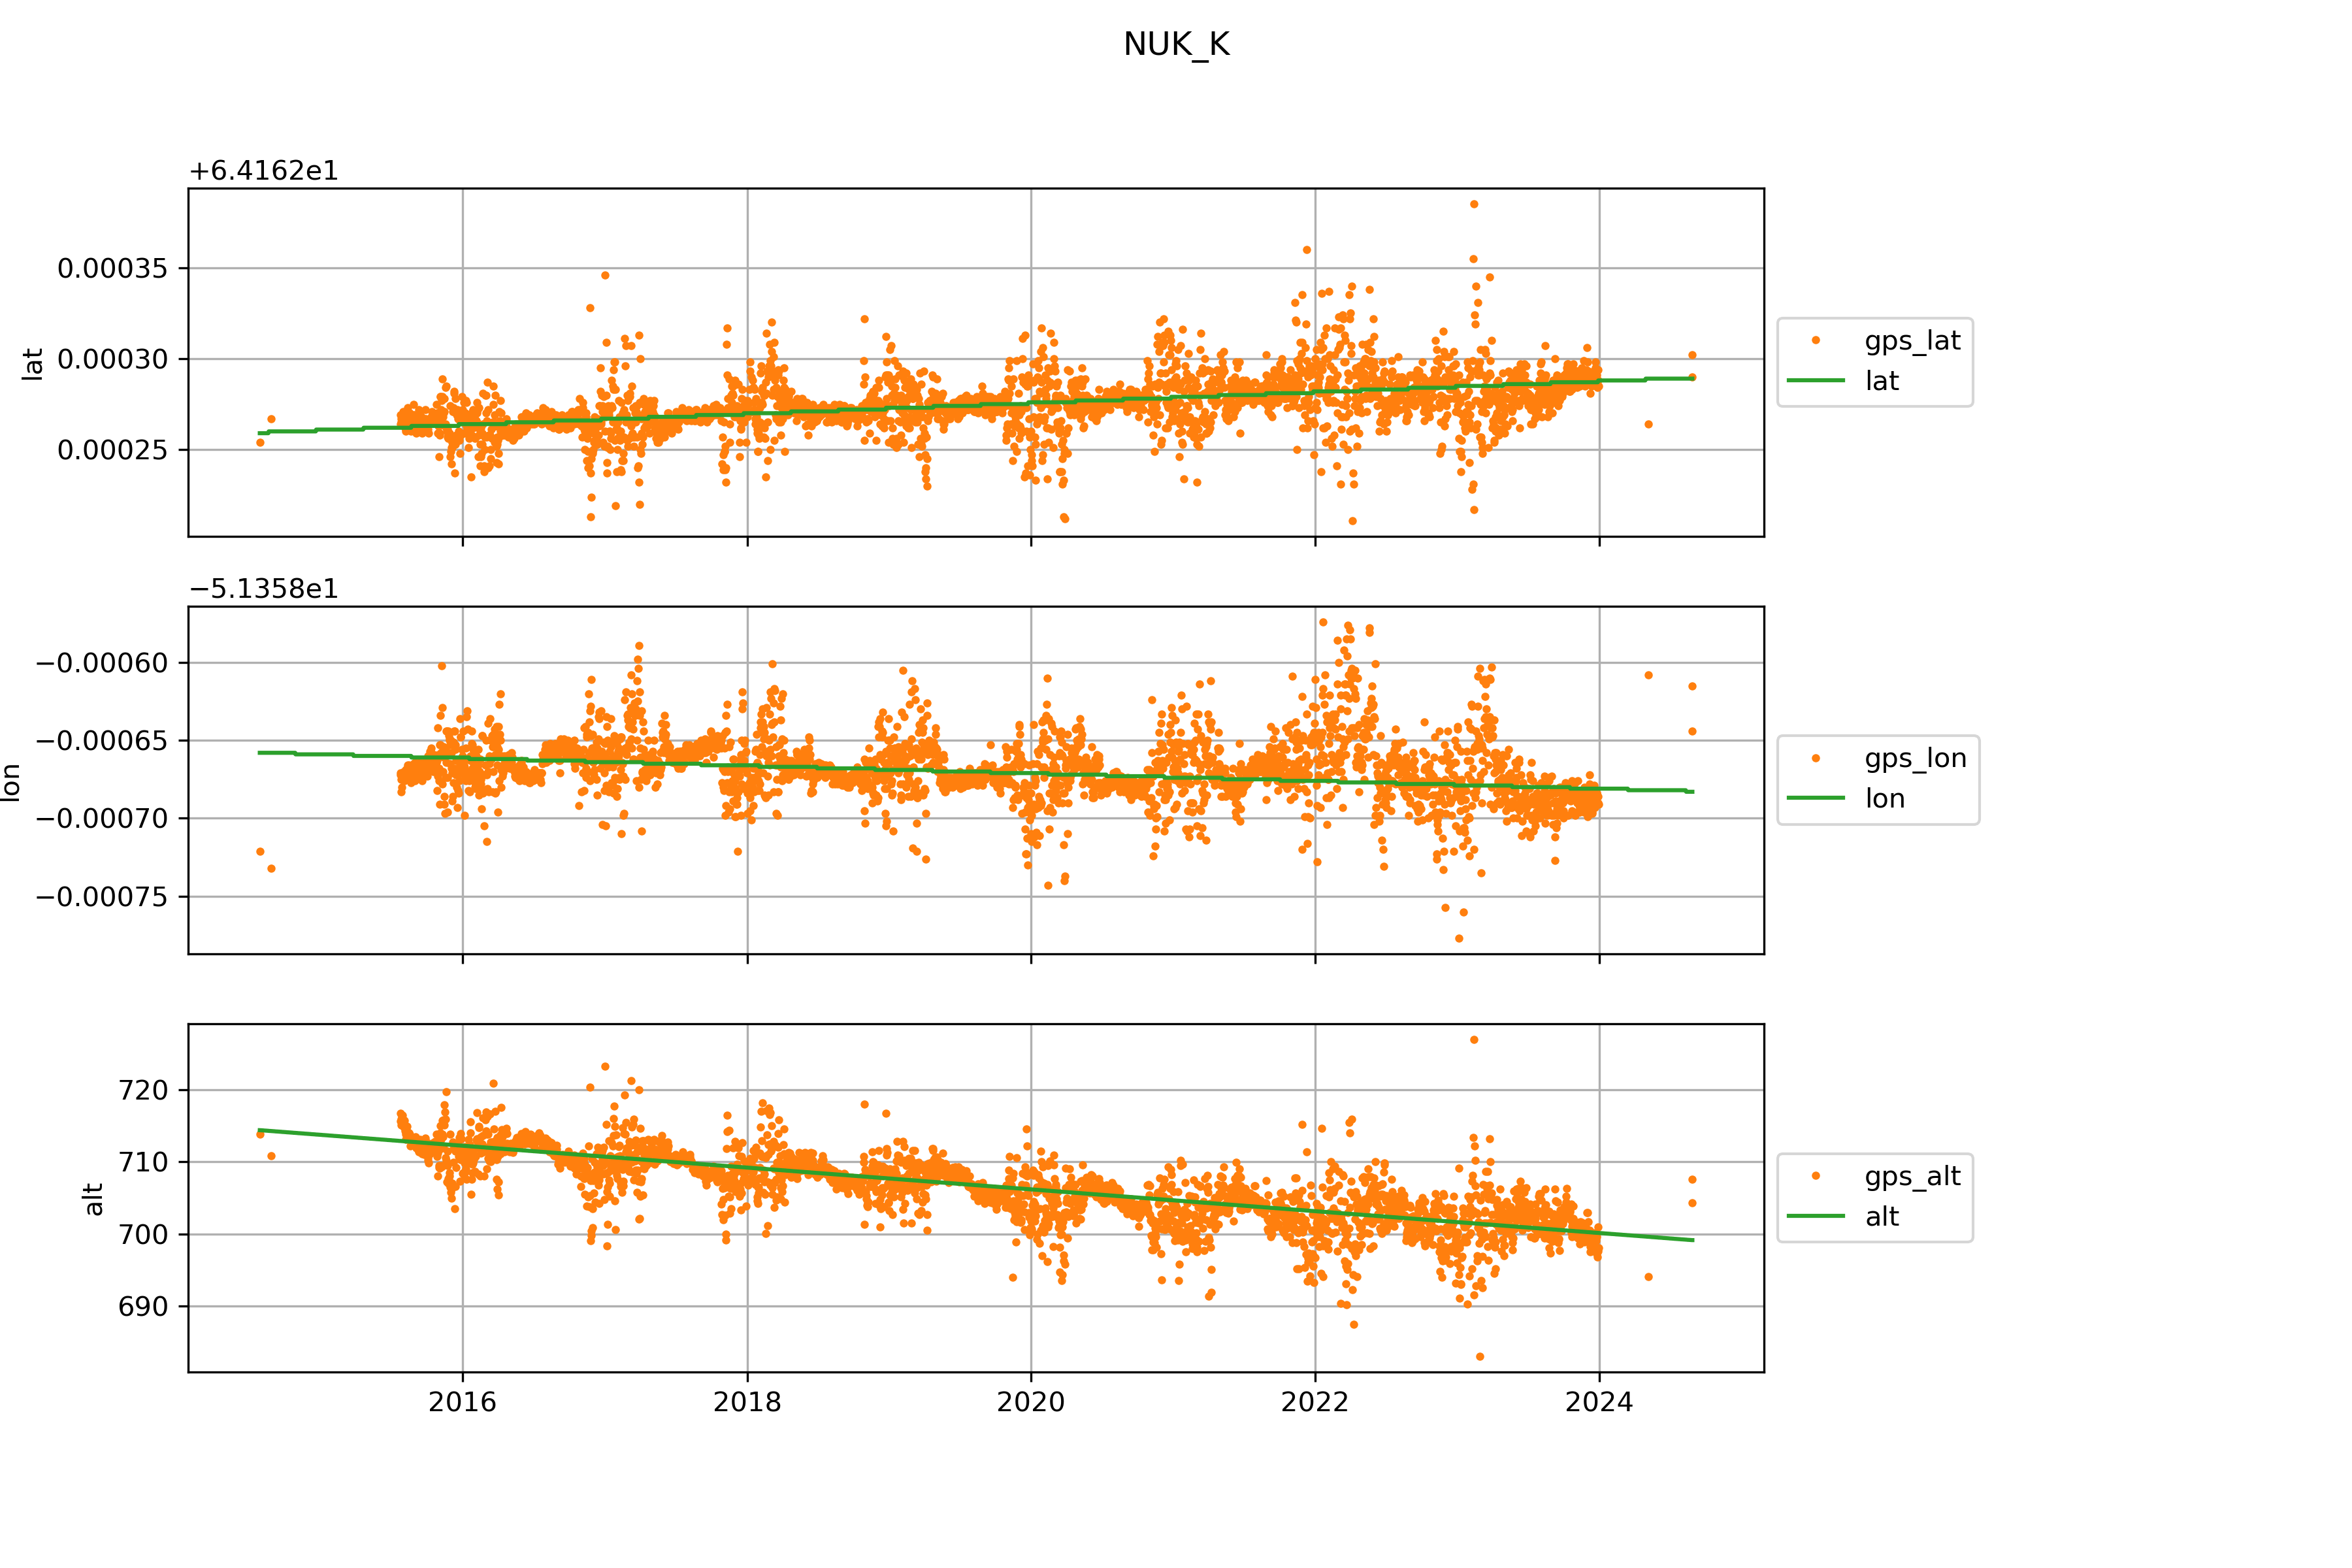 NUK_K
+6.4162e1
0.00035
0.00030
0.00025
lat
gps_lat
lat
−5.1358e1
−0.00060
−0.00065
−0.00070
−0.00075
lon
gps_lon
lon
720
710
700
690
alt
gps_alt
alt
2016 2018 2020 2022 2024